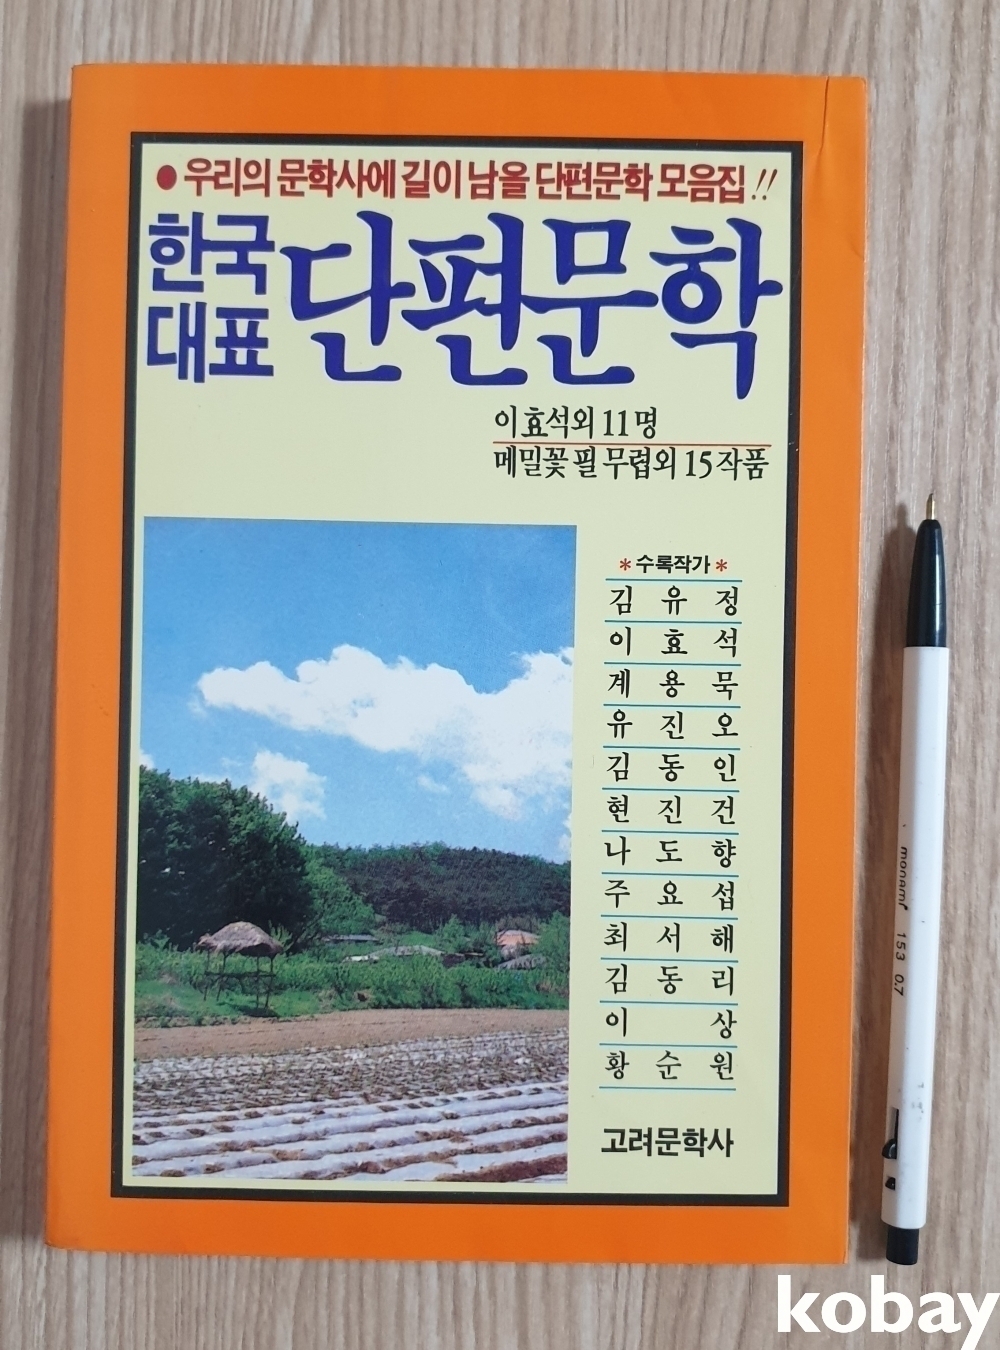 ● 우리의 문학사에 길이 남을 단편문학 모음집!!
한국
대표
단편문학
이효석외 11명
메밀꽃 필 무렵외 15작품
* 수록작가 *
김유정
이효석
계용묵
유진오
김동인
현진건
나도향
주요섭
최서해
김동리
이상
황순원
고려문학사
monami 153 0.7
kobay